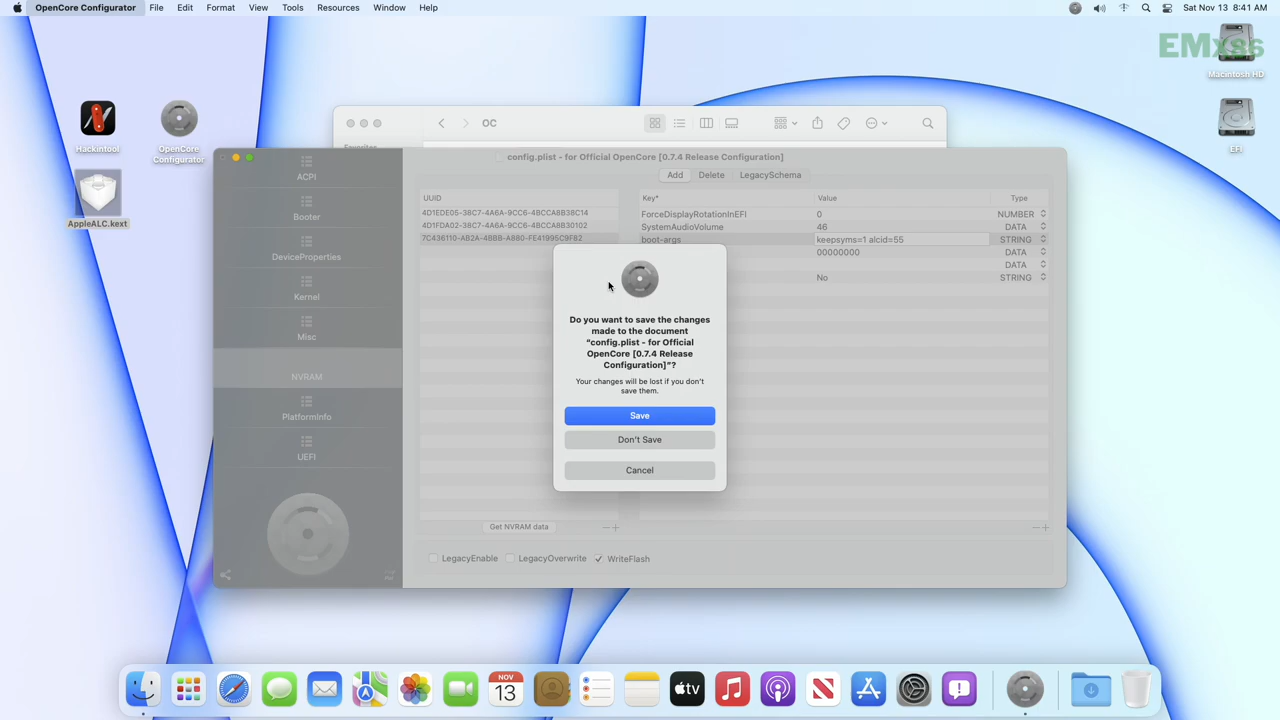 OpenCore Configurator File Edit Format View Tools Resources Window Help Sat Nov 13 8:41 AM
EMx86
Macintosh HD
EFI
Hackintool
OpenCore
Configurator
AppleALC.kext
OC
config.plist - for Official OpenCore [0.7.4 Release Configuration]
ACPI
Booter
DeviceProperties
Kernel
Misc
NVRAM
PlatformInfo
UEFI
Add Delete LegacySchema
UUID
4D1EDE05-38C7-4A6A-9CC6-4BCCA8B38C14
4D1FDA02-38C7-4A6A-9CC6-4BCCA8B30102
7C436110-AB2A-4BBB-A880-FE41995C9F82
Key* Value Type
ForceDisplayRotationInEFI 0 NUMBER
SystemAudioVolume 46 DATA
boot-args keepsyms=1 alcid=55 STRING
00000000 DATA
DATA
No STRING
Do you want to save the changes
made to the document
“config.plist - for Official
OpenCore [0.7.4 Release
Configuration]”?
Your changes will be lost if you don’t
save them.
Save
Don’t Save
Cancel
Get NVRAM data
LegacyEnable LegacyOverwrite WriteFlash
NOV
13
tv